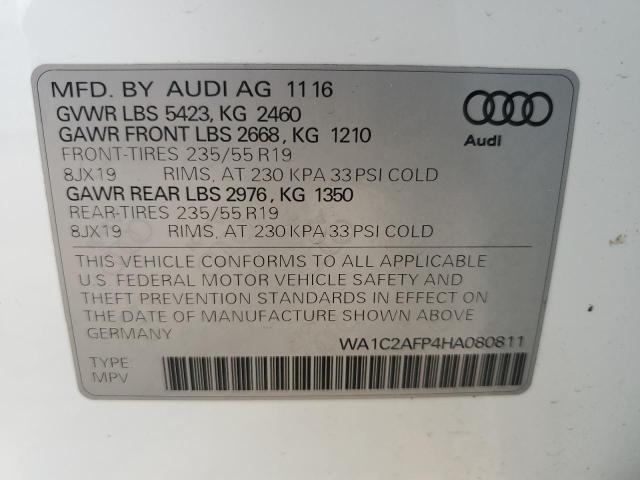 MFD. BY AUDI AG 1116
GVWR LBS 5423, KG 2460
GAWR FRONT LBS 2668, KG 1210
FRONT-TIRES 235/55 R19
8JX19 RIMS, AT 230 KPA 33 PSI COLD
GAWR REAR LBS 2976, KG 1350
REAR-TIRES 235/55 R19
8JX19 RIMS, AT 230 KPA 33 PSI COLD
Audi
THIS VEHICLE CONFORMS TO ALL APPLICABLE
U.S. FEDERAL MOTOR VEHICLE SAFETY AND
THEFT PREVENTION STANDARDS IN EFFECT ON
THE DATE OF MANUFACTURE SHOWN ABOVE.
GERMANY
WA1C2AFP4HA080811
TYPE:
MPV